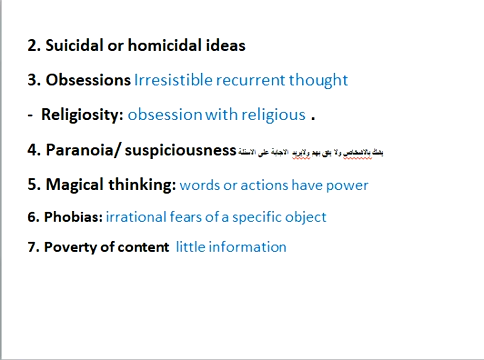 2. Suicidal or homicidal ideas
3. Obsessions Irresistible recurrent thought
- Religiosity: obsession with religious .
4. Paranoia/ suspiciousness يشك بالاشخاص ولا يثق بهم ولايريد الاجابة على الاسئلة
5. Magical thinking: words or actions have power
6. Phobias: irrational fears of a specific object
7. Poverty of content little information